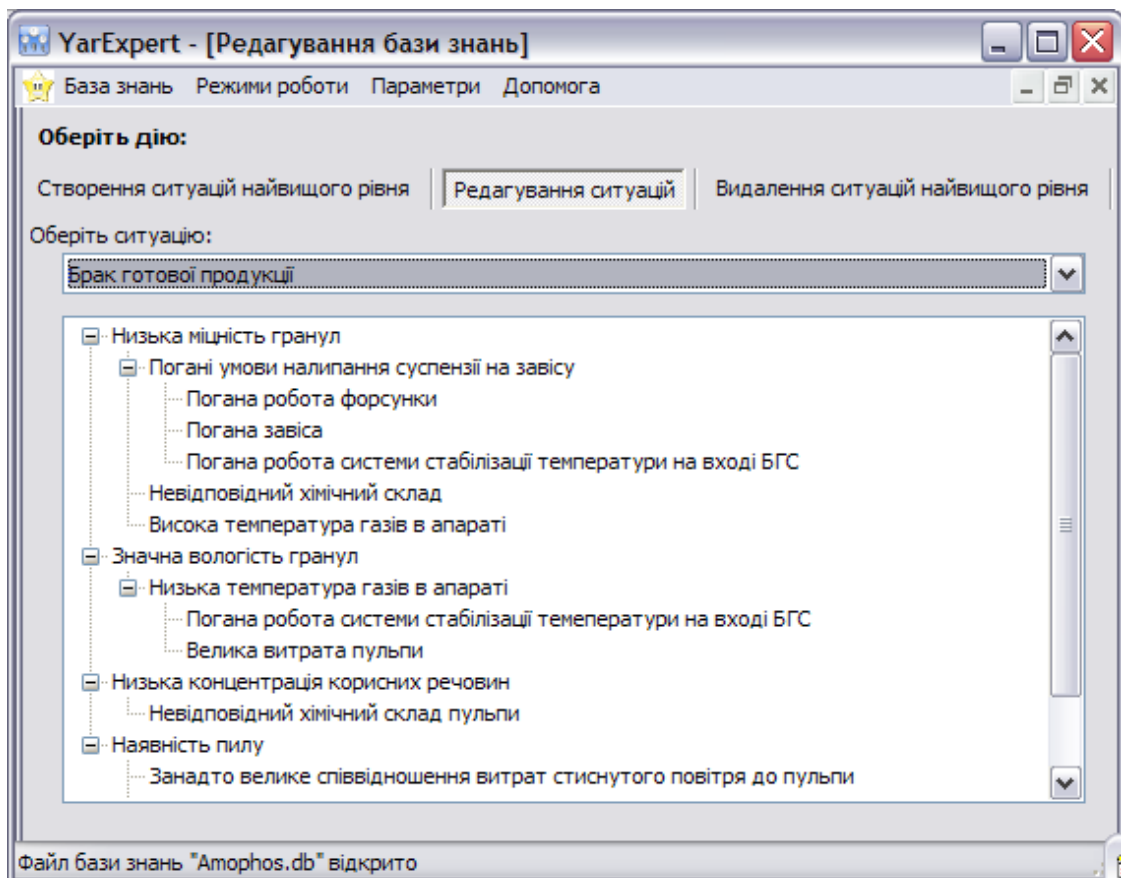 YarExpert - [Редагування бази знань]
База знань Режими роботи Параметри Допомога
Оберіть дію:
Створення ситуацій найвищого рівня Редагування ситуацій Видалення ситуацій найвищого рівня
Оберіть ситуацію:
Брак готової продукції
Низька міцність гранул
Погані умови налипання суспензії на завісу
Погана робота форсунки
Погана завіса
Погана робота системи стабілізації температури на вході БГС
Невідповідний хімічний склад
Висока температура газів в апараті
Значна вологість гранул
Низька температура газів в апараті
Погана робота системи стабілізації темеператури на вході БГС
Велика витрата пульпи
Низька концентрація корисних речовин
Невідповідний хімічний склад пульпи
Наявність пилу
Занадто велике співвідношення витрат стиснутого повітря до пульпи
Файл бази знань "Amophos.db" відкрито